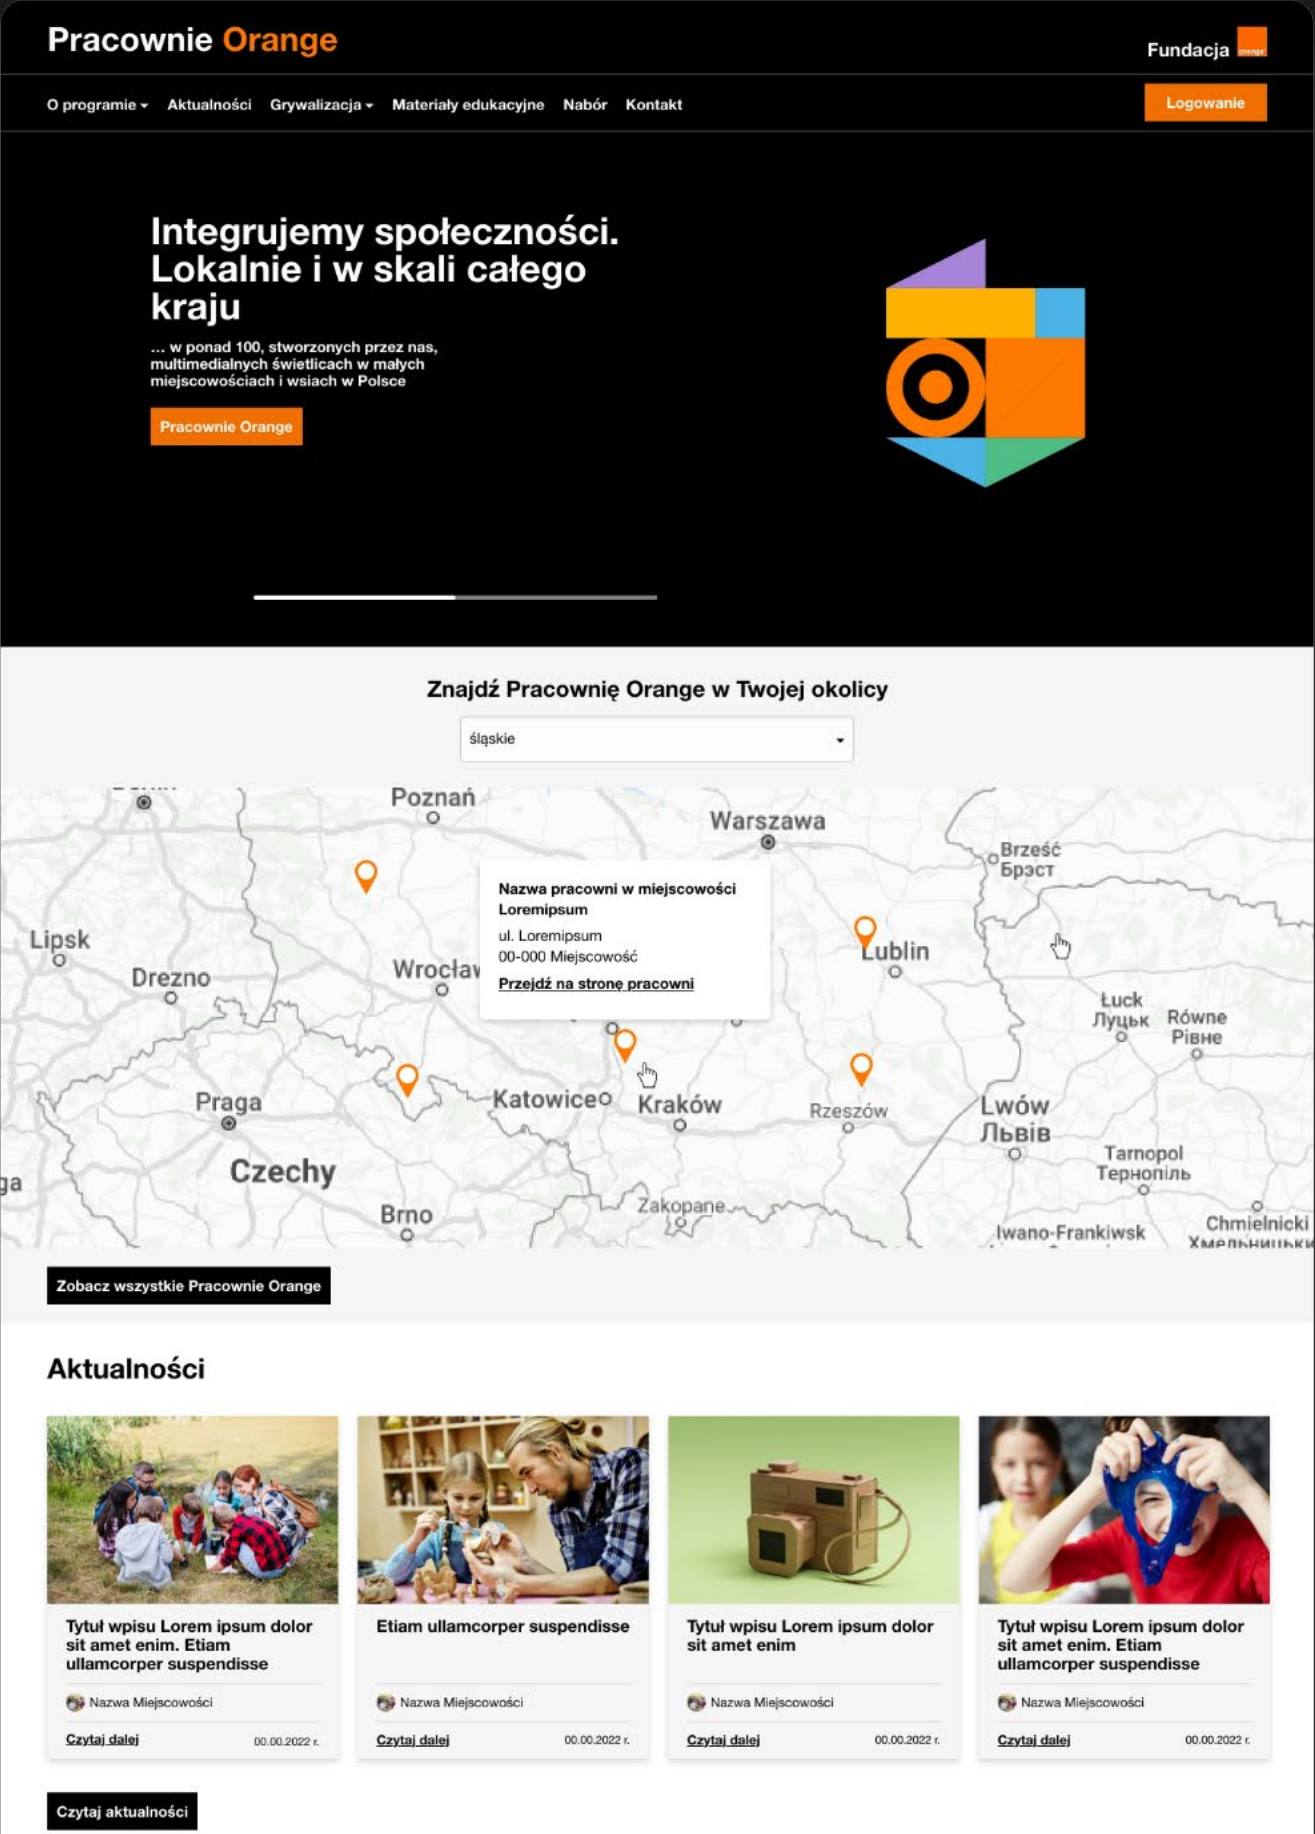 Pracownie Orange
Fundacja
orange
O programie Aktualności Grywalizacja Materiały edukacyjne Nabór Kontakt
Logowanie
Integrujemy społeczności.
Lokalnie i w skali całego
kraju
... w ponad 100, stworzonych przez nas,
multimedialnych świetlicach w małych
miejscowościach i wsiach w Polsce
Pracownie Orange
Znajdź Pracownię Orange w Twojej okolicy
śląskie
Poznań
Warszawa
Brześć
Брэст
Nazwa pracowni w miejscowości
Loremipsum
ul. Loremipsum
00-000 Miejscowość
Przejdź na stronę pracowni
Lipsk
Drezno
Wrocław
Lublin
Łuck
Луцьк
Równe
Рівне
Praga
Katowice
Kraków
Rzeszów
Lwów
Львів
Czechy
Tarnopol
Тернопіль
ga
Brno
Zakopane
Iwano-Frankiwsk
Chmielnicki
Zobacz wszystkie Pracownie Orange
Aktualności
Tytuł wpisu Lorem ipsum dolor
sit amet enim. Etiam
ullamcorper suspendisse
Nazwa Miejscowości
Czytaj dalej 00.00.2022 r.
Etiam ullamcorper suspendisse
Nazwa Miejscowości
Czytaj dalej 00.00.2022 r.
Tytuł wpisu Lorem ipsum dolor
sit amet enim
Nazwa Miejscowości
Czytaj dalej 00.00.2022 r.
Tytuł wpisu Lorem ipsum dolor
sit amet enim. Etiam
ullamcorper suspendisse
Nazwa Miejscowości
Czytaj dalej 00.00.2022 r.
Czytaj aktualności